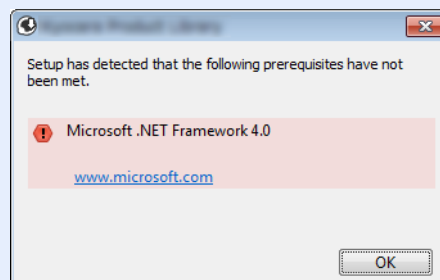 Setup has detected that the following prerequisites have not
been met.
Microsoft .NET Framework 4.0
www.microsoft.com
OK